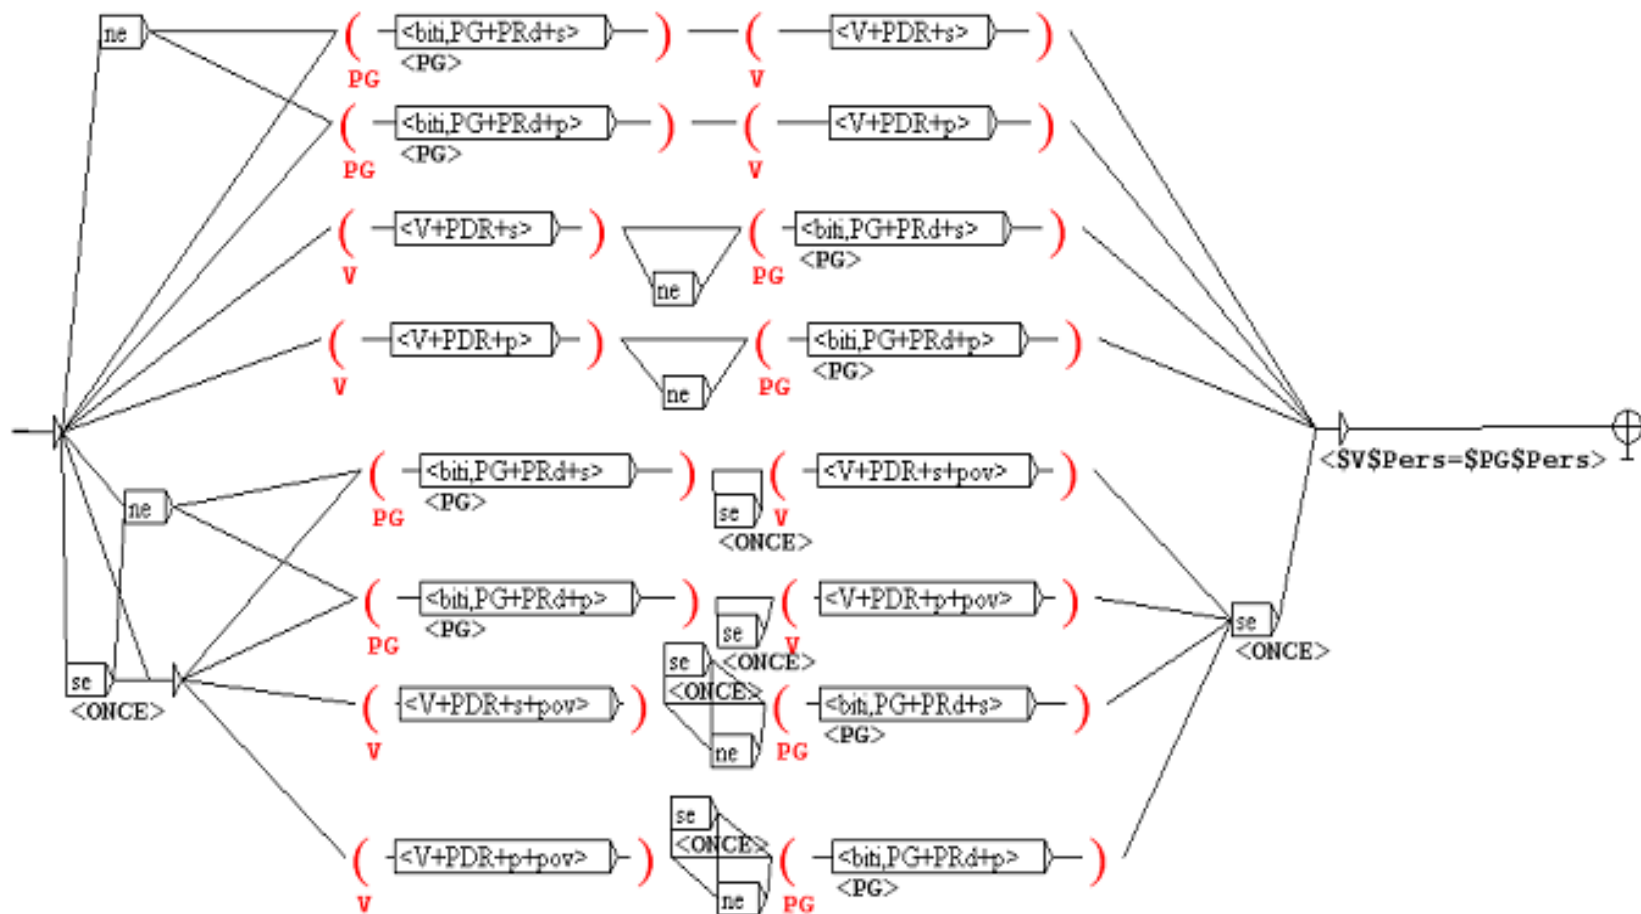 ne ( <biti,PG+PRd+s> ) ( <V+PDR+s> )
PG <PG> V
( <biti,PG+PRd+p> ) ( <V+PDR+p> )
PG <PG> V
( <V+PDR+s> ) ( <biti,PG+PRd+s> )
V ne PG <PG>
( <V+PDR+p> ) ( <biti,PG+PRd+p> )
V ne PG <PG>
<$V$Pers=$PG$Pers>
( <biti,PG+PRd+s> ) ( <V+PDR+s+pov> )
ne PG <PG> se V
<ONCE>
( <biti,PG+PRd+p> ) ( <V+PDR+p+pov> ) se
PG <PG> se V <ONCE>
<ONCE>
se
se <ONCE>
<ONCE> ( <V+PDR+s+pov> ) ( <biti,PG+PRd+s> )
V ne PG <PG>
se
<ONCE>
( <V+PDR+p+pov> ) ( <biti,PG+PRd+p> )
V ne PG <PG>